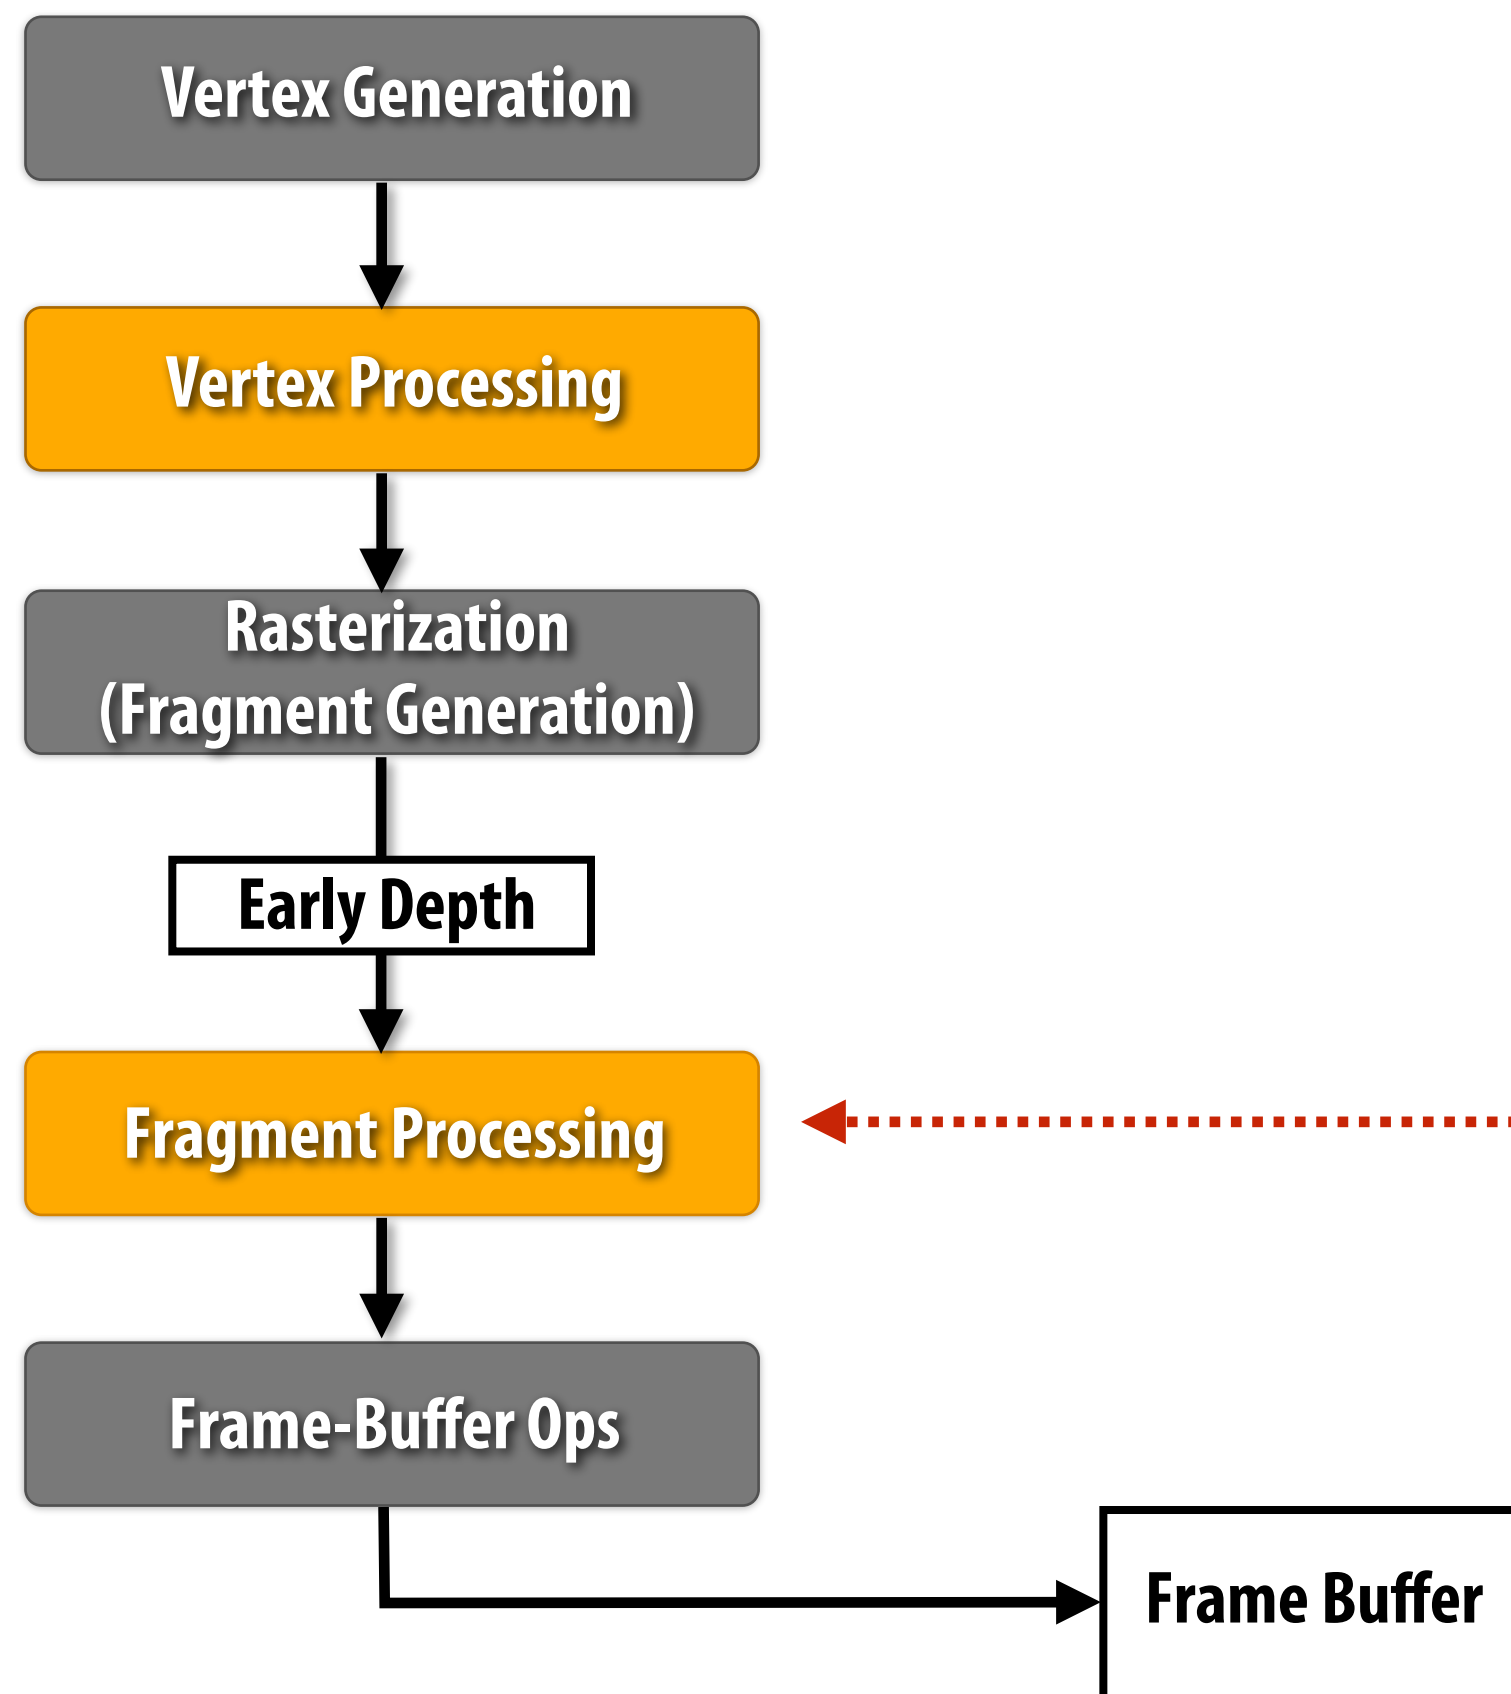 Vertex Generation
Vertex Processing
Rasterization
(Fragment Generation)
Early Depth
Fragment Processing
Frame-Buffer Ops
Frame Buffer